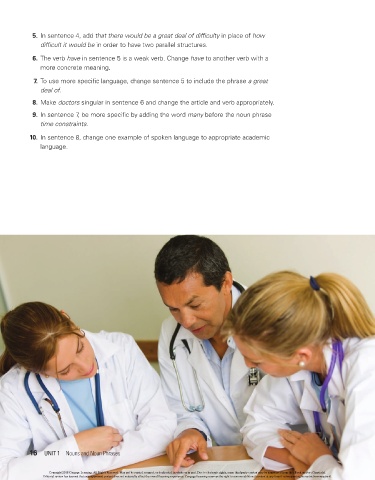 5. In sentence 4, add that there would be a great deal of difficulty in place of how
difficult it would be in order to have two parallel structures.
6. The verb have in sentence 5 is a weak verb. Change have to another verb with a
more concrete meaning.
7. To use more specific language, change sentence 5 to include the phrase a great
deal of.
8. Make doctors singular in sentence 6 and change the article and verb appropriately.
9. In sentence 7, be more specific by adding the word many before the noun phrase
time constraints.
10. In sentence 8, change one example of spoken language to appropriate academic
language.
16 UNIT 1 Nouns and Noun Phrases